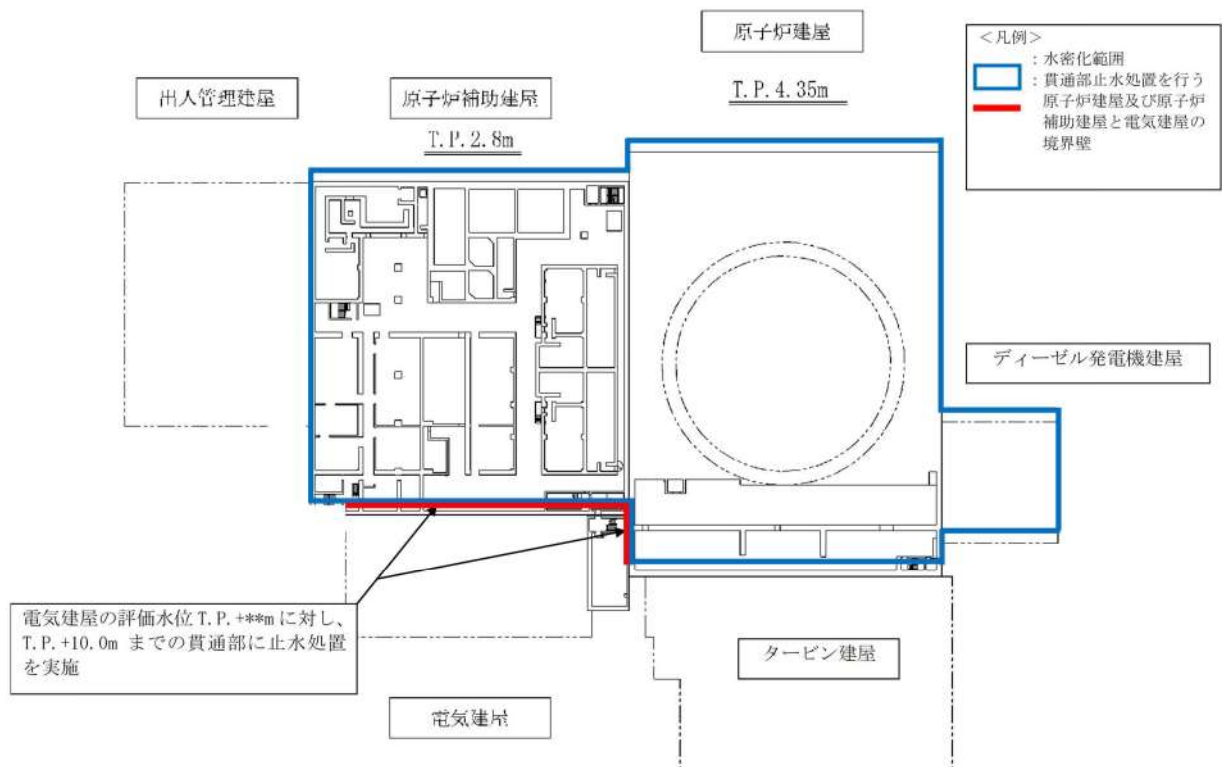 原子炉建屋
T.P.4.35m
出入管理建屋
原子炉補助建屋
T.P.2.8m
＜凡例＞
：水密化範囲
：貫通部止水処置を行う
原子炉建屋及び原子炉
補助建屋と電気建屋の
境界壁
ディーゼル発電機建屋
電気建屋の評価水位 T.P.+**m に対し、
T.P.+10.0m までの貫通部に止水処置
を実施
タービン建屋
電気建屋